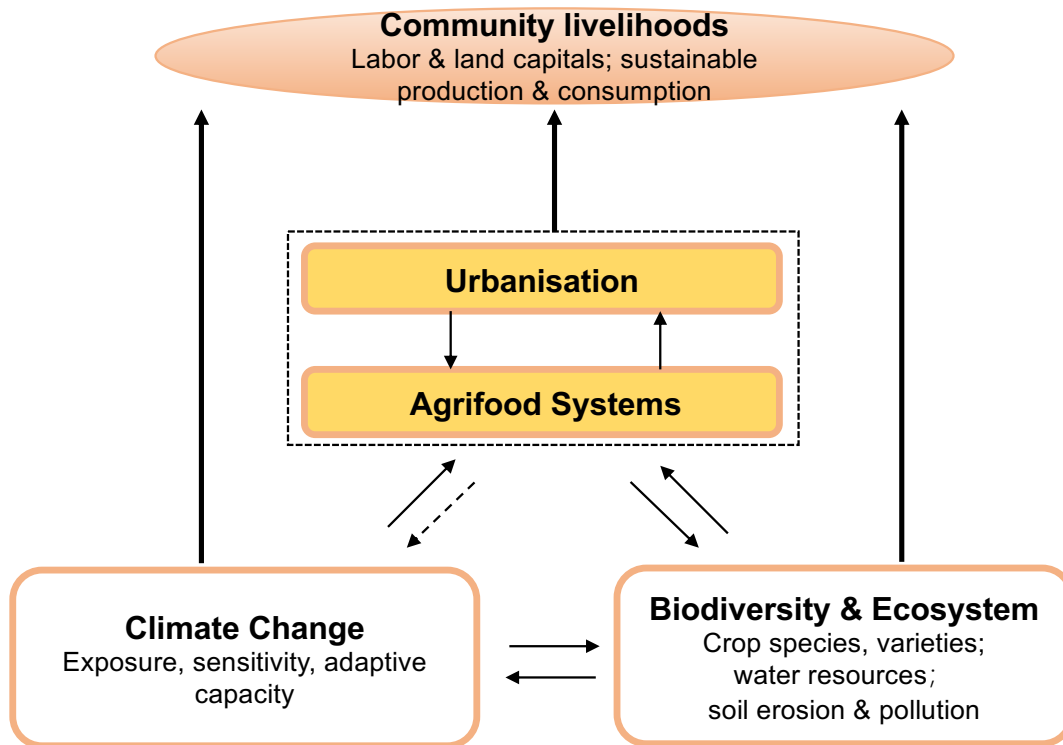 Community livelihoods
Labor & land capitals; sustainable
production & consumption
Urbanisation
Agrifood Systems
Climate Change
Exposure, sensitivity, adaptive
capacity
Biodiversity & Ecosystem
Crop species, varieties;
water resources；
soil erosion & pollution